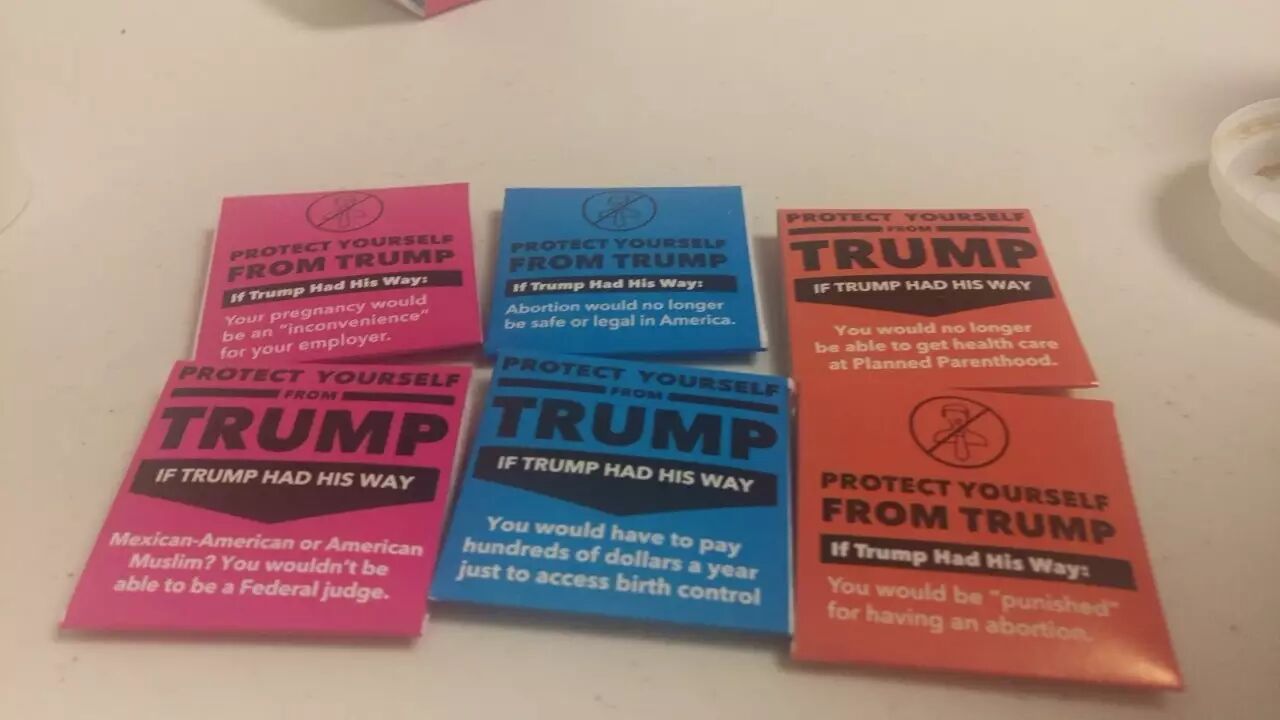 PROTECT YOURSELF
FROM TRUMP
If Trump Had His Way:
Your pregnancy would
be an "inconvenience"
for your employer.
PROTECT YOURSELF
FROM TRUMP
If Trump Had His Way:
Abortion would no longer
be safe or legal in America.
PROTECT YOURSELF
FROM
TRUMP
IF TRUMP HAD HIS WAY
You would no longer
be able to get health care
at Planned Parenthood.
PROTECT YOURSELF
FROM
TRUMP
IF TRUMP HAD HIS WAY
Mexican-American or American
Muslim? You wouldn't be
able to be a Federal judge.
PROTECT YOURSELF
FROM
TRUMP
IF TRUMP HAD HIS WAY
You would have to pay
hundreds of dollars a year
just to access birth control
PROTECT YOURSELF
FROM TRUMP
If Trump Had His Way:
You would be "punished"
for having an abortion.